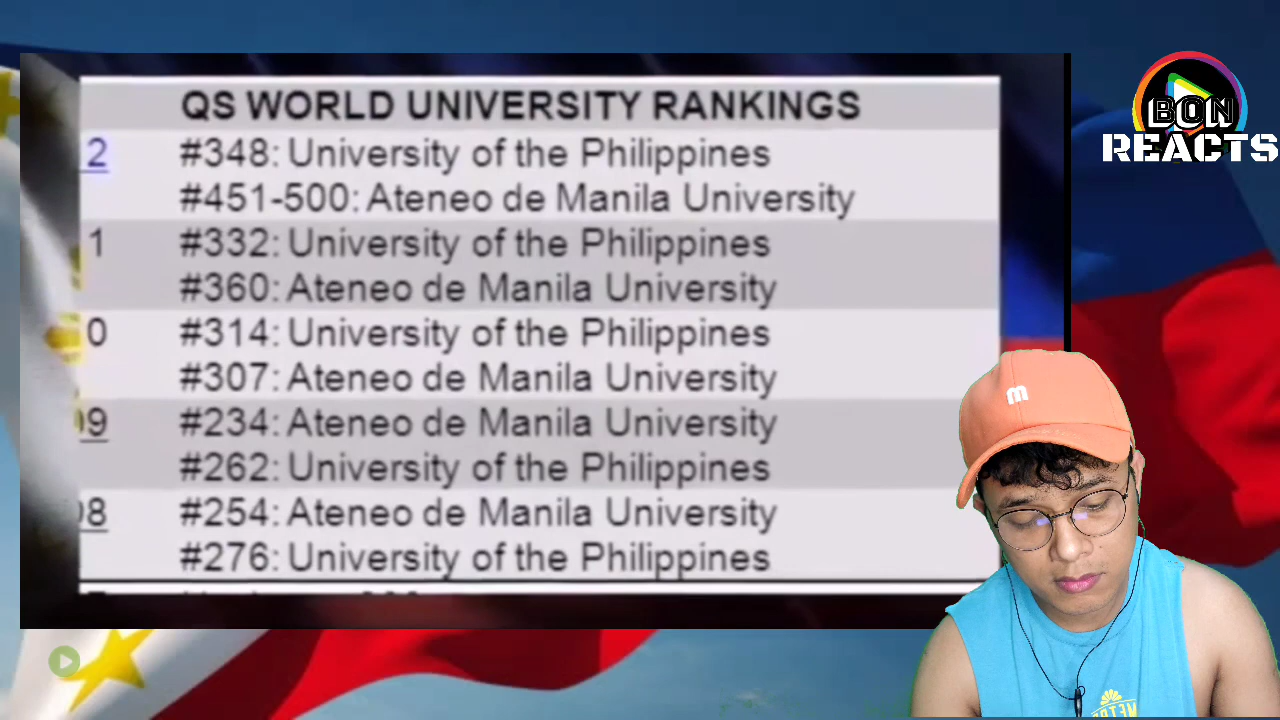 QS WORLD UNIVERSITY RANKINGS
2 #348: University of the Philippines
#451-500: Ateneo de Manila University
1 #332: University of the Philippines
#360: Ateneo de Manila University
0 #314: University of the Philippines
#307: Ateneo de Manila University
09 #234: Ateneo de Manila University
#262: University of the Philippines
08 #254: Ateneo de Manila University
#276: University of the Philippines
BON
REACTS
m